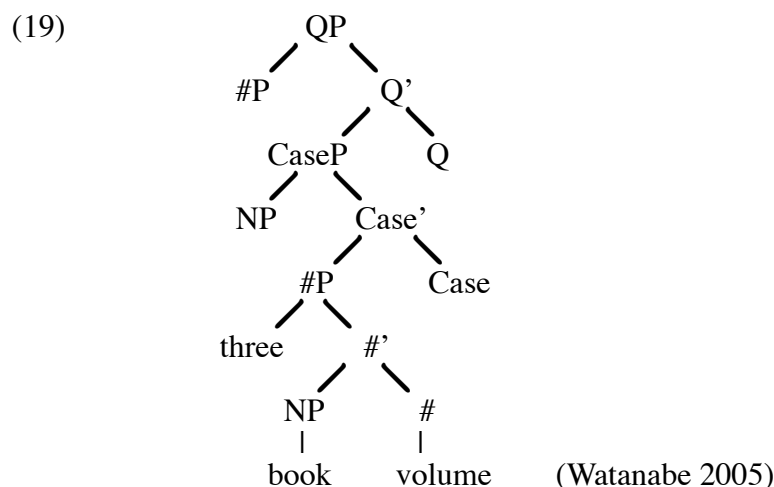 (19) QP
#P Q’
CaseP Q
NP Case’
#P Case
three #’
NP #
book volume (Watanabe 2005)